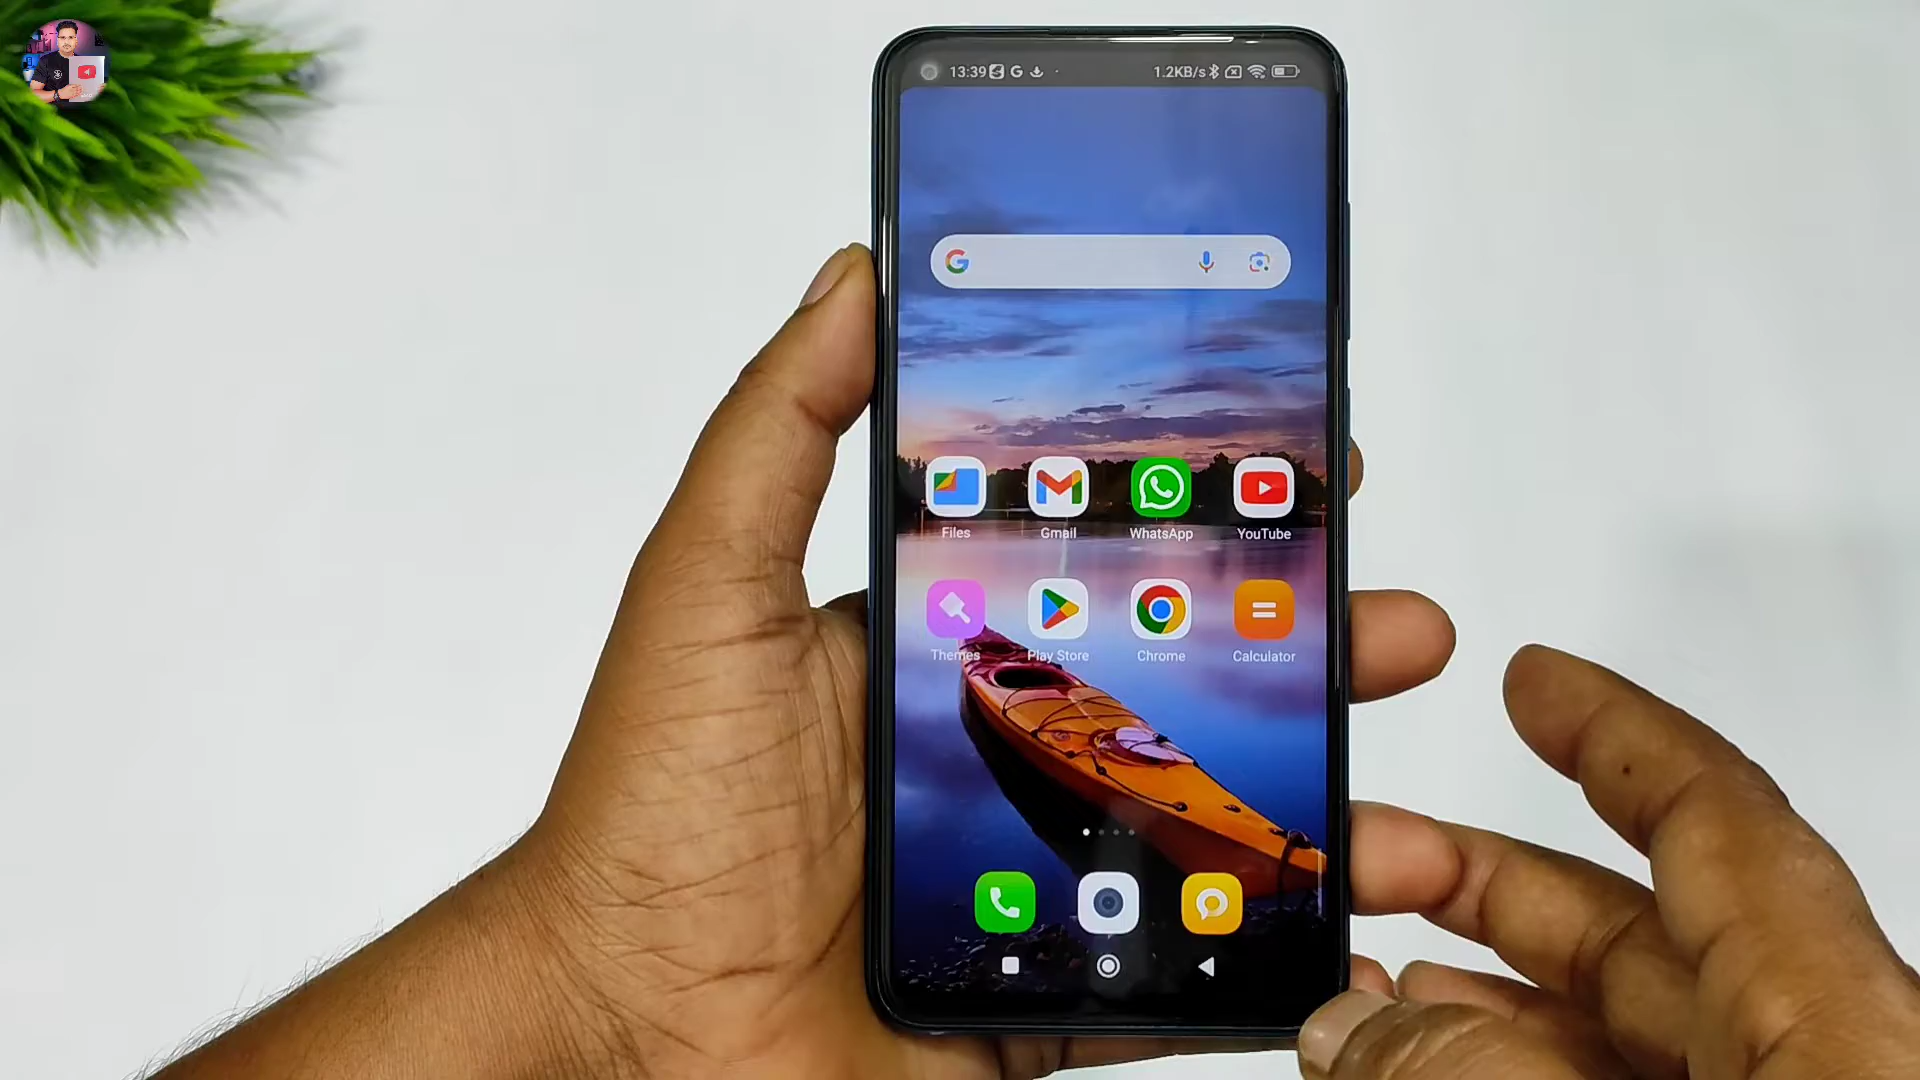 13:39 1.2KB/s
Files Gmail WhatsApp YouTube
Themes Play Store Chrome Calculator